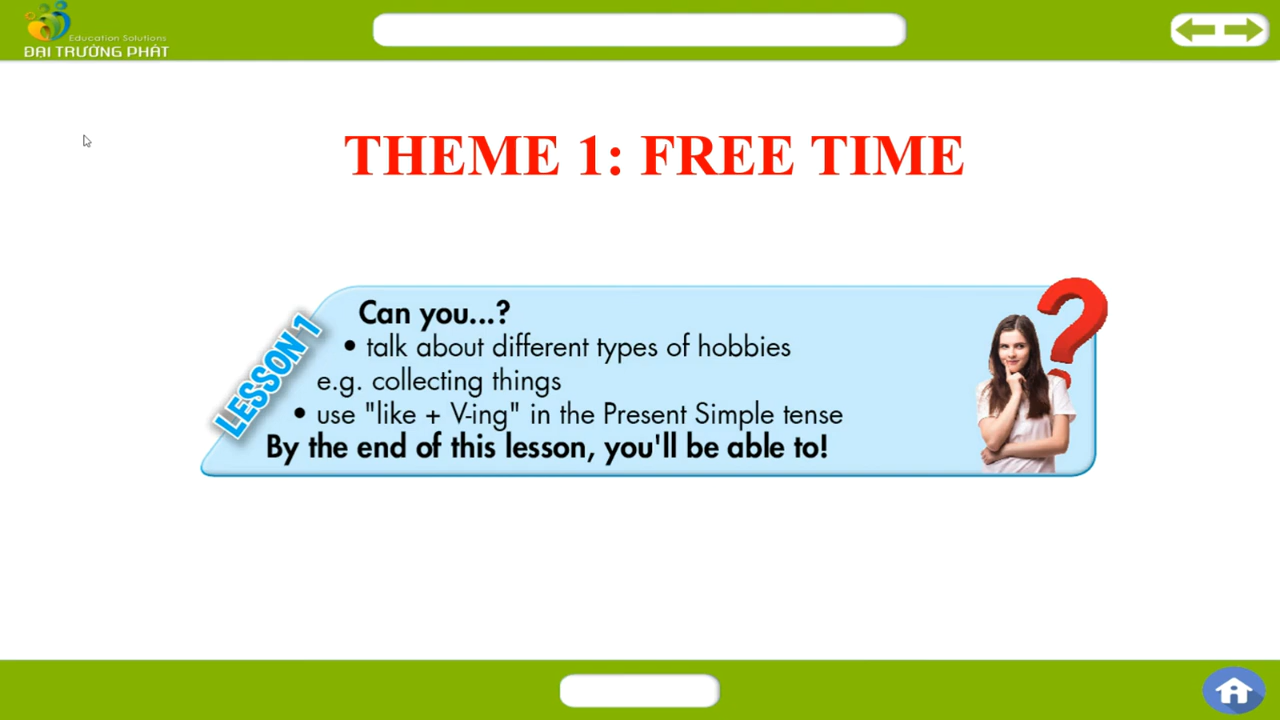 Education Solutions
ĐẠI TRƯỜNG PHÁT
THEME 1: FREE TIME
LESSON 1
Can you...?
• talk about different types of hobbies
e.g. collecting things
• use "like + V-ing" in the Present Simple tense
By the end of this lesson, you'll be able to!